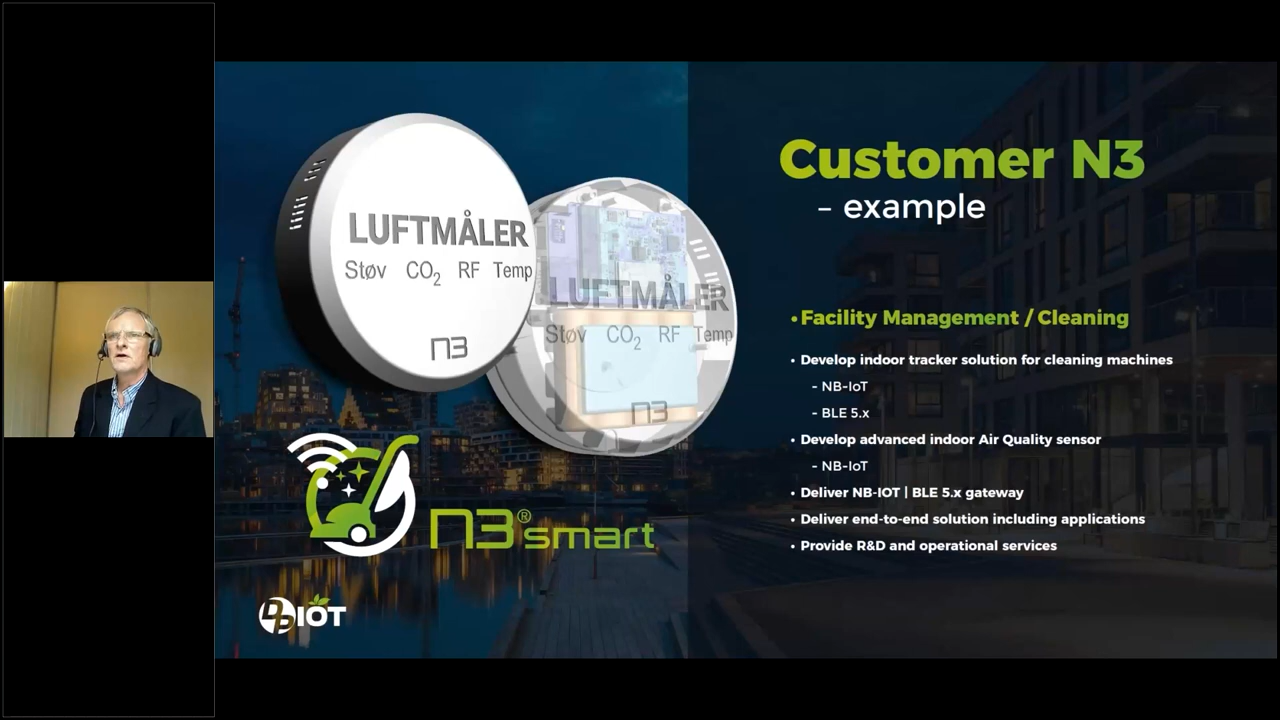 LUFTMÅLER
Støv CO2 RF Temp
n3
LUFTMÅLER
Støv CO2 RF Temp
n3
n3® smart
IOT
Customer N3
– example
• Facility Management / Cleaning
• Develop indoor tracker solution for cleaning machines
- NB-IoT
- BLE 5.x
• Develop advanced indoor Air Quality sensor
- NB-IoT
• Deliver NB-IOT | BLE 5.x gateway
• Deliver end-to-end solution including applications
• Provide R&D and operational services